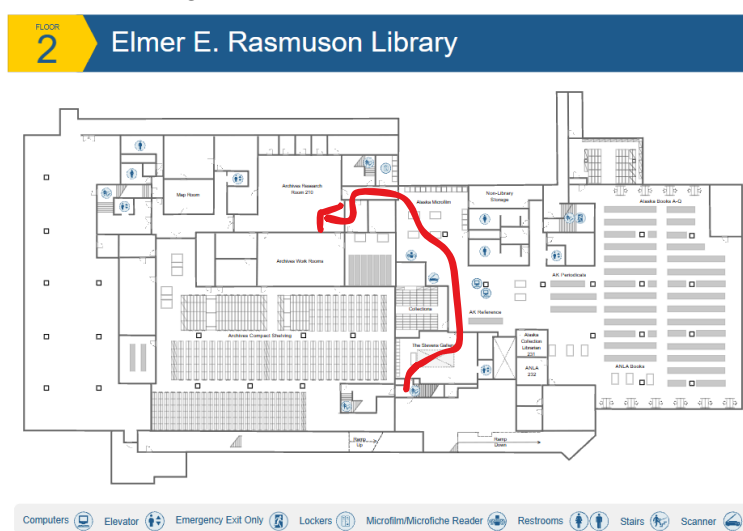 FLOOR
2
Elmer E. Rasmuson Library
Archives Research
Room 210
Map Room
Alaska Microfilm
Non-Library
Storage
Alaska Books A-G
Archives Work Rooms
AK Periodicals
Collections
AK Reference
Archives Compact Shelving
The Stevens Gallery
Alaska
Collection
Librarian
231
ANLA
232
ANLA Books
Ramp
Up
Ramp
Down
Computers
Elevator
Emergency Exit Only
Lockers
Microfilm/Microfiche Reader
Restrooms
Stairs
Scanner